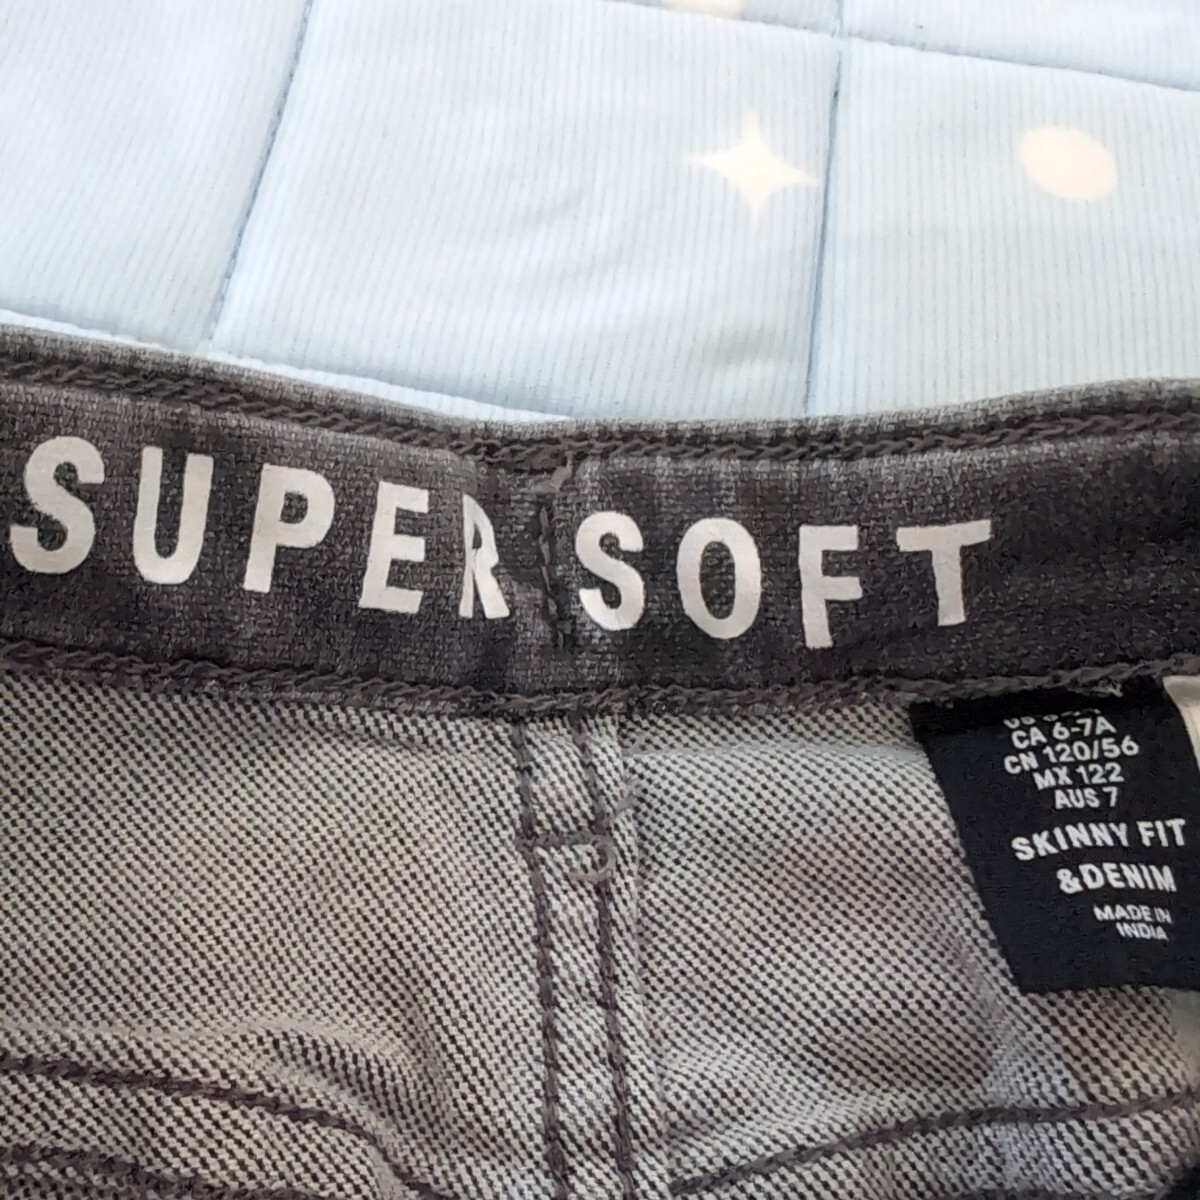 SUPER SOFT
CA 6-7A
CN 120/56
MX 122
AUS 7
SKINNY FIT
&DENIM
MADE IN
INDIA